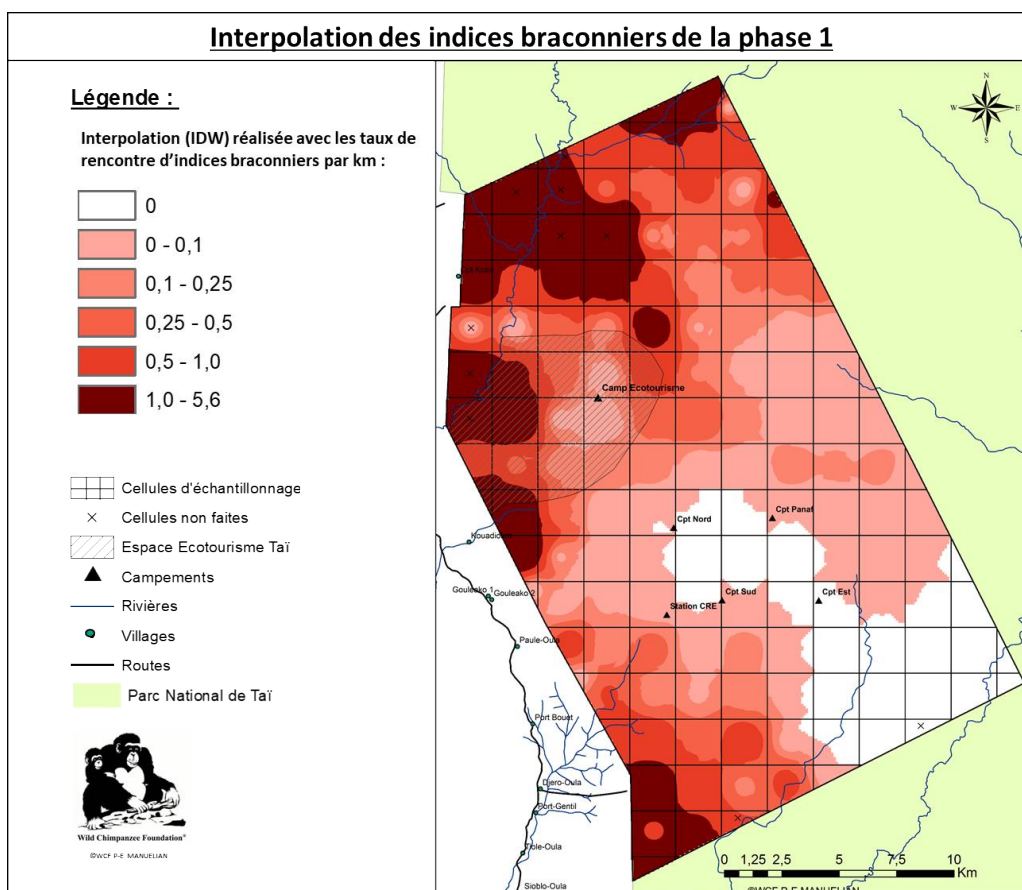 Interpolation des indices braconniers de la phase 1
Légende :
Interpolation (IDW) réalisée avec les taux de
rencontre d'indices braconniers par km :
0
0 - 0,1
0,1 - 0,25
0,25 - 0,5
0,5 - 1,0
1,0 - 5,6
Cellules d'échantillonnage
Cellules non faites
Espace Ecotourisme Taï
Campements
Rivières
Villages
Routes
Parc National de Taï
Wild Chimpanzee Foundation®
©WCF P-E MANUELIAN
N
W E
S
Camp Ecotourisme
Cpt Nord
Cpt Panaf
Cpt Sud
Cpt Est
Station CRE
Gouleako 1
Gouleako 2
Paule-Oula
Port Bouet
Djero-Oula
Port-Gentil
Tiole-Oula
Sioblo-Oula
0 1,25 2,5 5 7,5 10
Km
©WCF P-E MANUELIAN